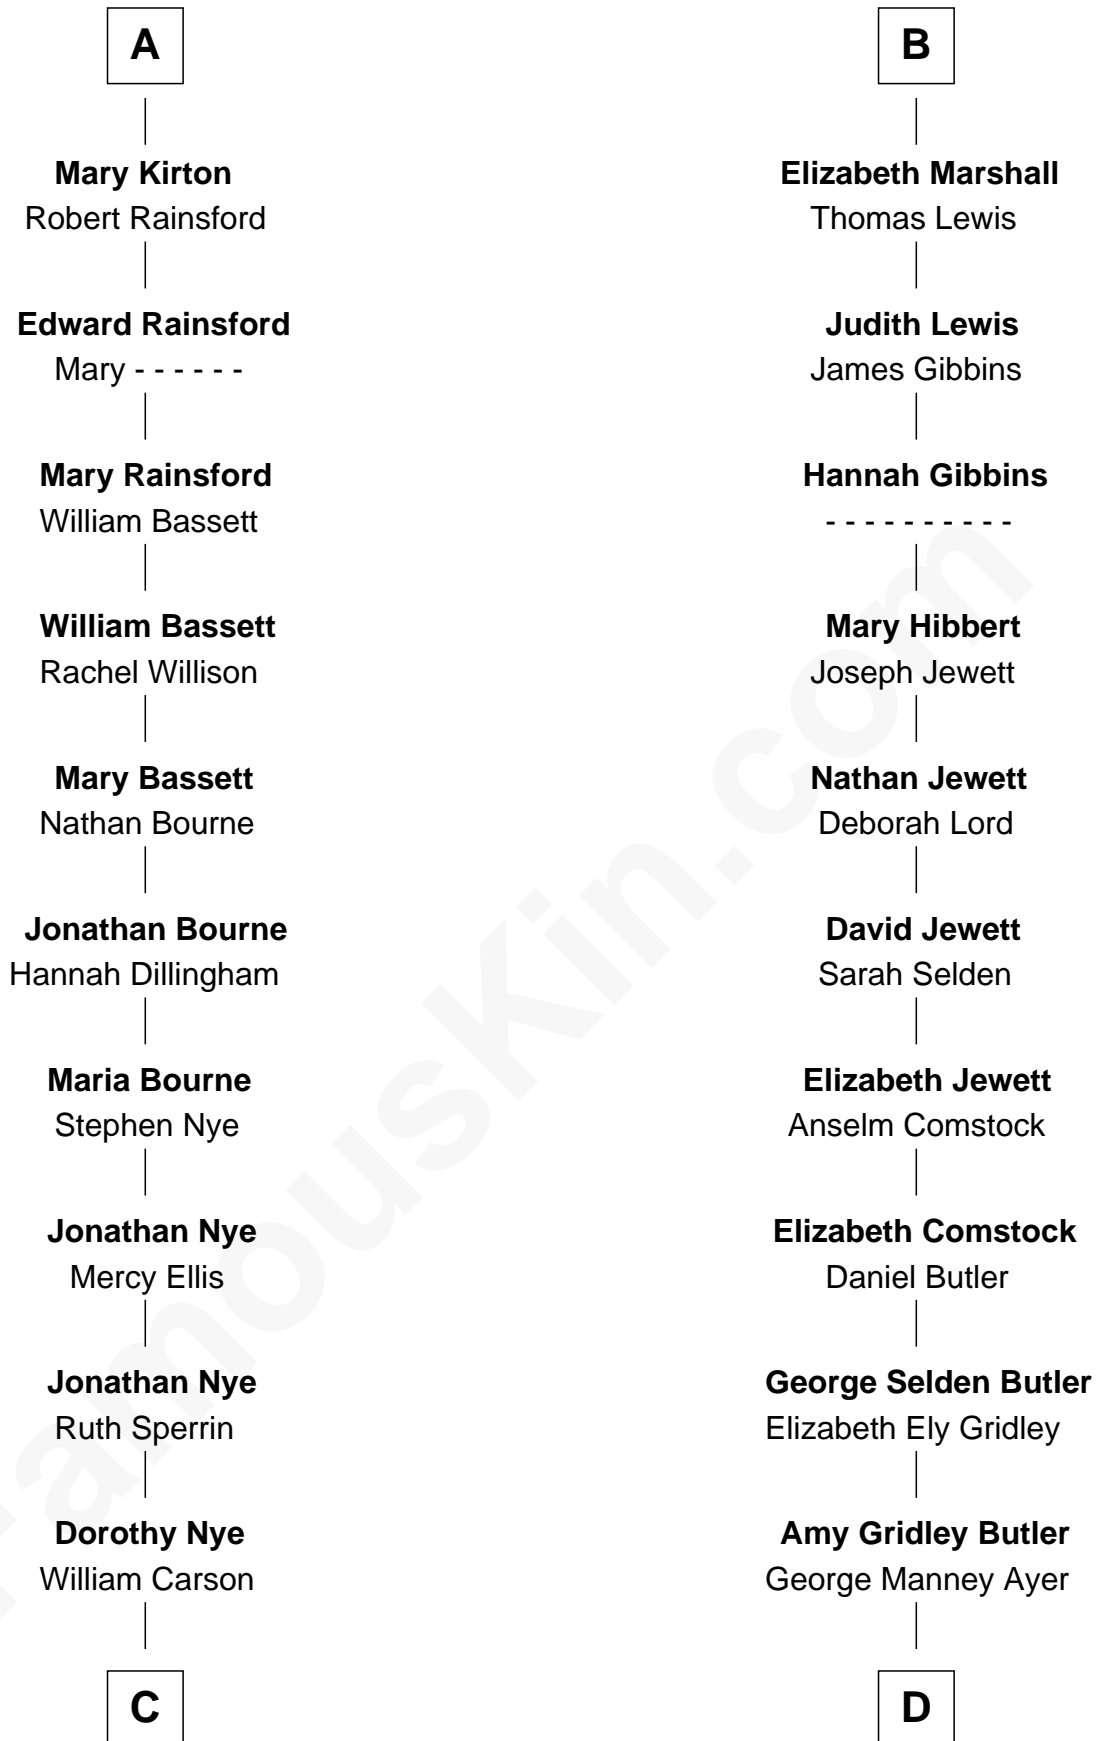 A
Mary Kirton
Robert Rainsford
Edward Rainsford
Mary - - - - - -
Mary Rainsford
William Bassett
William Bassett
Rachel Willison
Mary Bassett
Nathan Bourne
Jonathan Bourne
Hannah Dillingham
Maria Bourne
Stephen Nye
Jonathan Nye
Mercy Ellis
Jonathan Nye
Ruth Sperrin
Dorothy Nye
William Carson
C
B
Elizabeth Marshall
Thomas Lewis
Judith Lewis
James Gibbins
Hannah Gibbins
- - - - - - - - - -
Mary Hibbert
Joseph Jewett
Nathan Jewett
Deborah Lord
David Jewett
Sarah Selden
Elizabeth Jewett
Anselm Comstock
Elizabeth Comstock
Daniel Butler
George Selden Butler
Elizabeth Ely Gridley
Amy Gridley Butler
George Manney Ayer
D
FamousKin.com